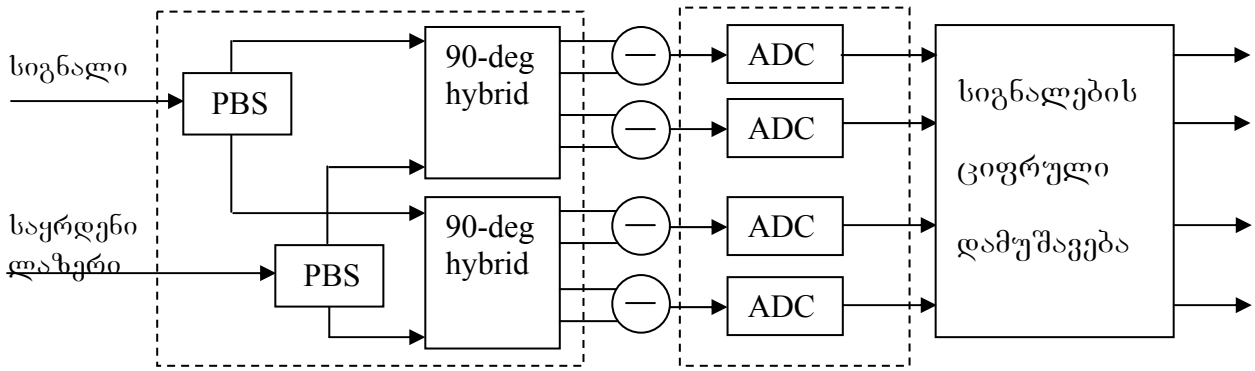 სიგნალი
PBS
90-deg
hybrid
ADC
ADC
სიგნალების
ციფრული
დამუშავება
საყრდენი
ლაზერი
PBS
90-deg
hybrid
ADC
ADC